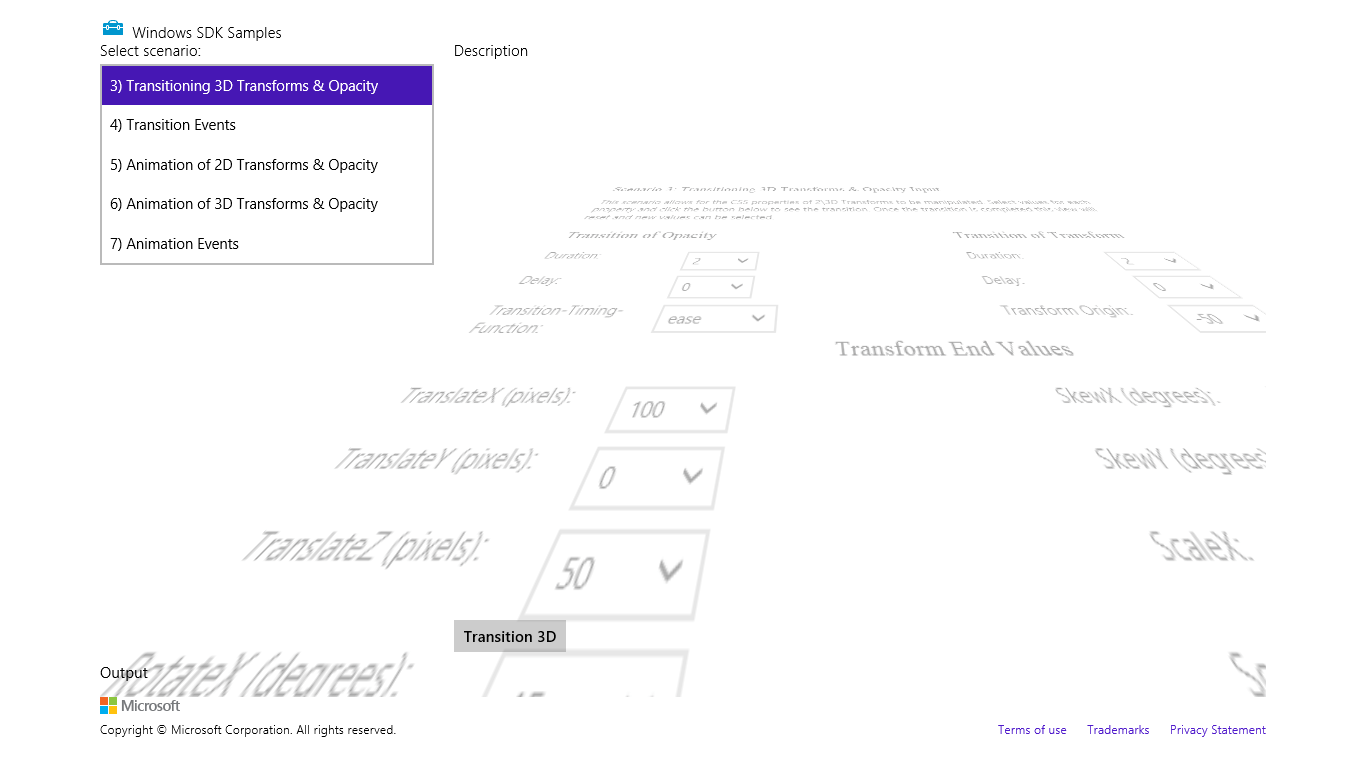 Windows SDK Samples
Select scenario:
Description
3) Transitioning 3D Transforms & Opacity
4) Transition Events
5) Animation of 2D Transforms & Opacity
6) Animation of 3D Transforms & Opacity
7) Animation Events
Scenario 3: Transitioning 3D Transforms & Opacity Input
This scenario allows for the CSS properties of 2\3D Transforms to be manipulated. Select values for each
property and click the button below to see the transition. Once the transition is completed this view will
reset and new values can be selected.
Transition of Opacity
Transition of Transform
Duration: 2
Duration: 2
Delay: 0
Delay: 0
Transition-Timing-
Function: ease
Transform Origin: -50
Transform End Values
TranslateX (pixels): 100
SkewX (degrees):
TranslateY (pixels): 0
SkewY (degrees
TranslateZ (pixels): 50
ScaleX:
Transition 3D
RotateX (degrees):
Output
Microsoft
Copyright © Microsoft Corporation. All rights reserved.
Terms of use
Trademarks
Privacy Statement